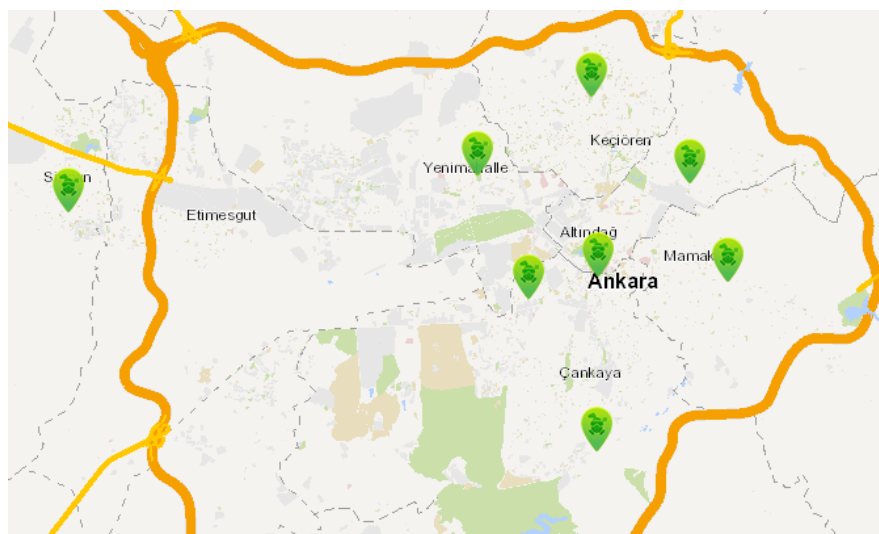 Keçiören
Yenimahalle
Etimesgut
Altındağ
Mamak
Ankara
Çankaya